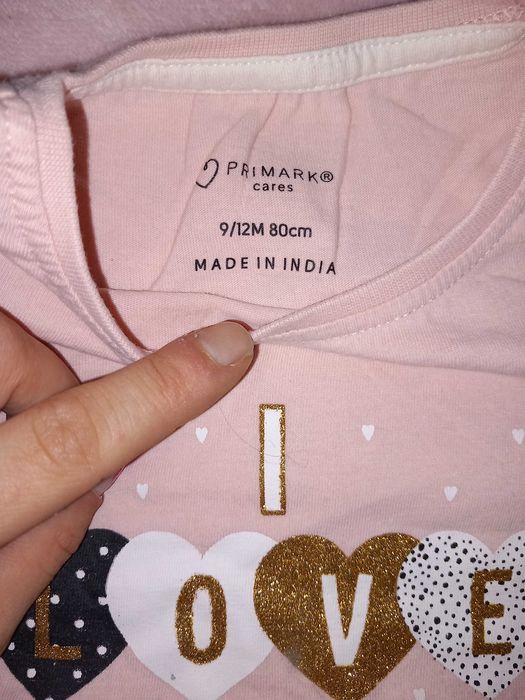 PRIMARK®
cares
9/12M 80cm
MADE IN INDIA
I
LOVE